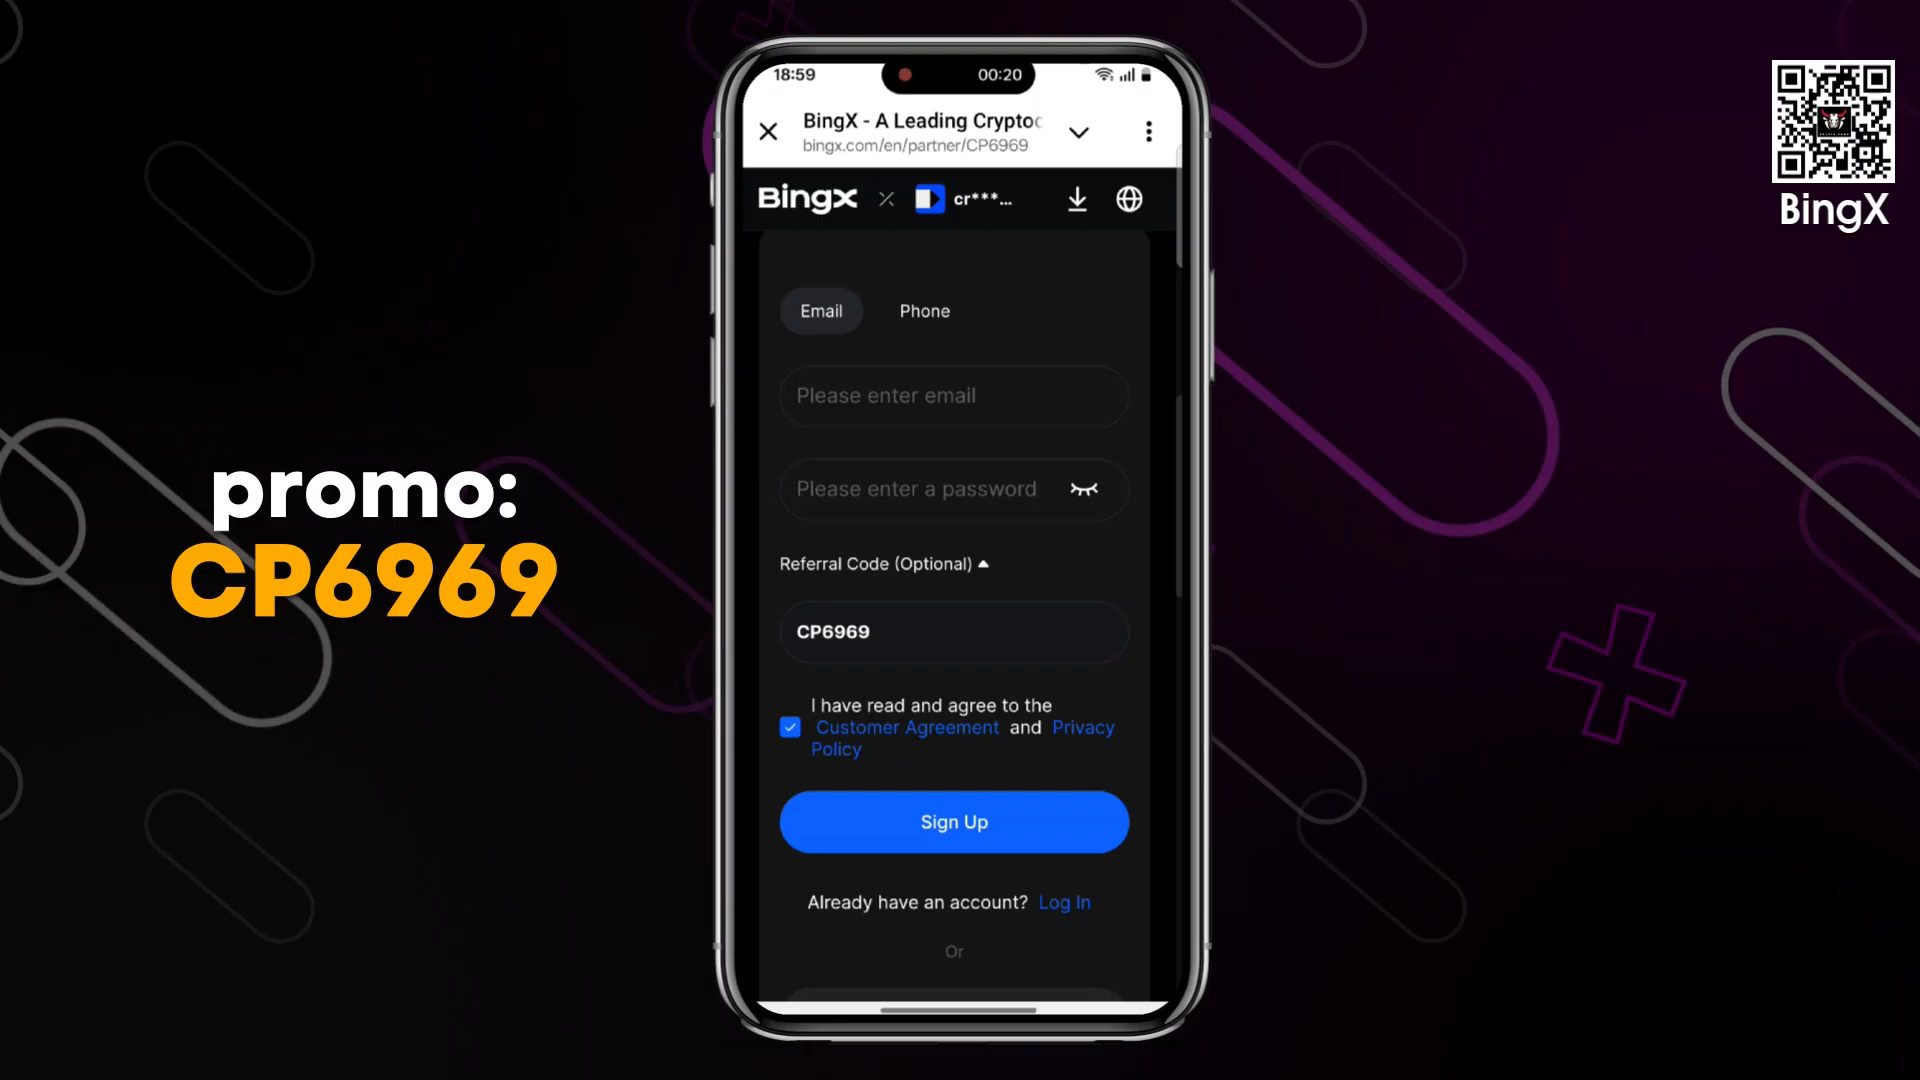 18:59
00:20
BingX - A Leading Cryptoc
bingx.com/en/partner/CP6969
BingX
cr***...
BingX
Email
Phone
Please enter email
promo:
CP6969
Please enter a password
Referral Code (Optional)
CP6969
I have read and agree to the
Customer Agreement and Privacy
Policy
Sign Up
Already have an account? Log In
Or